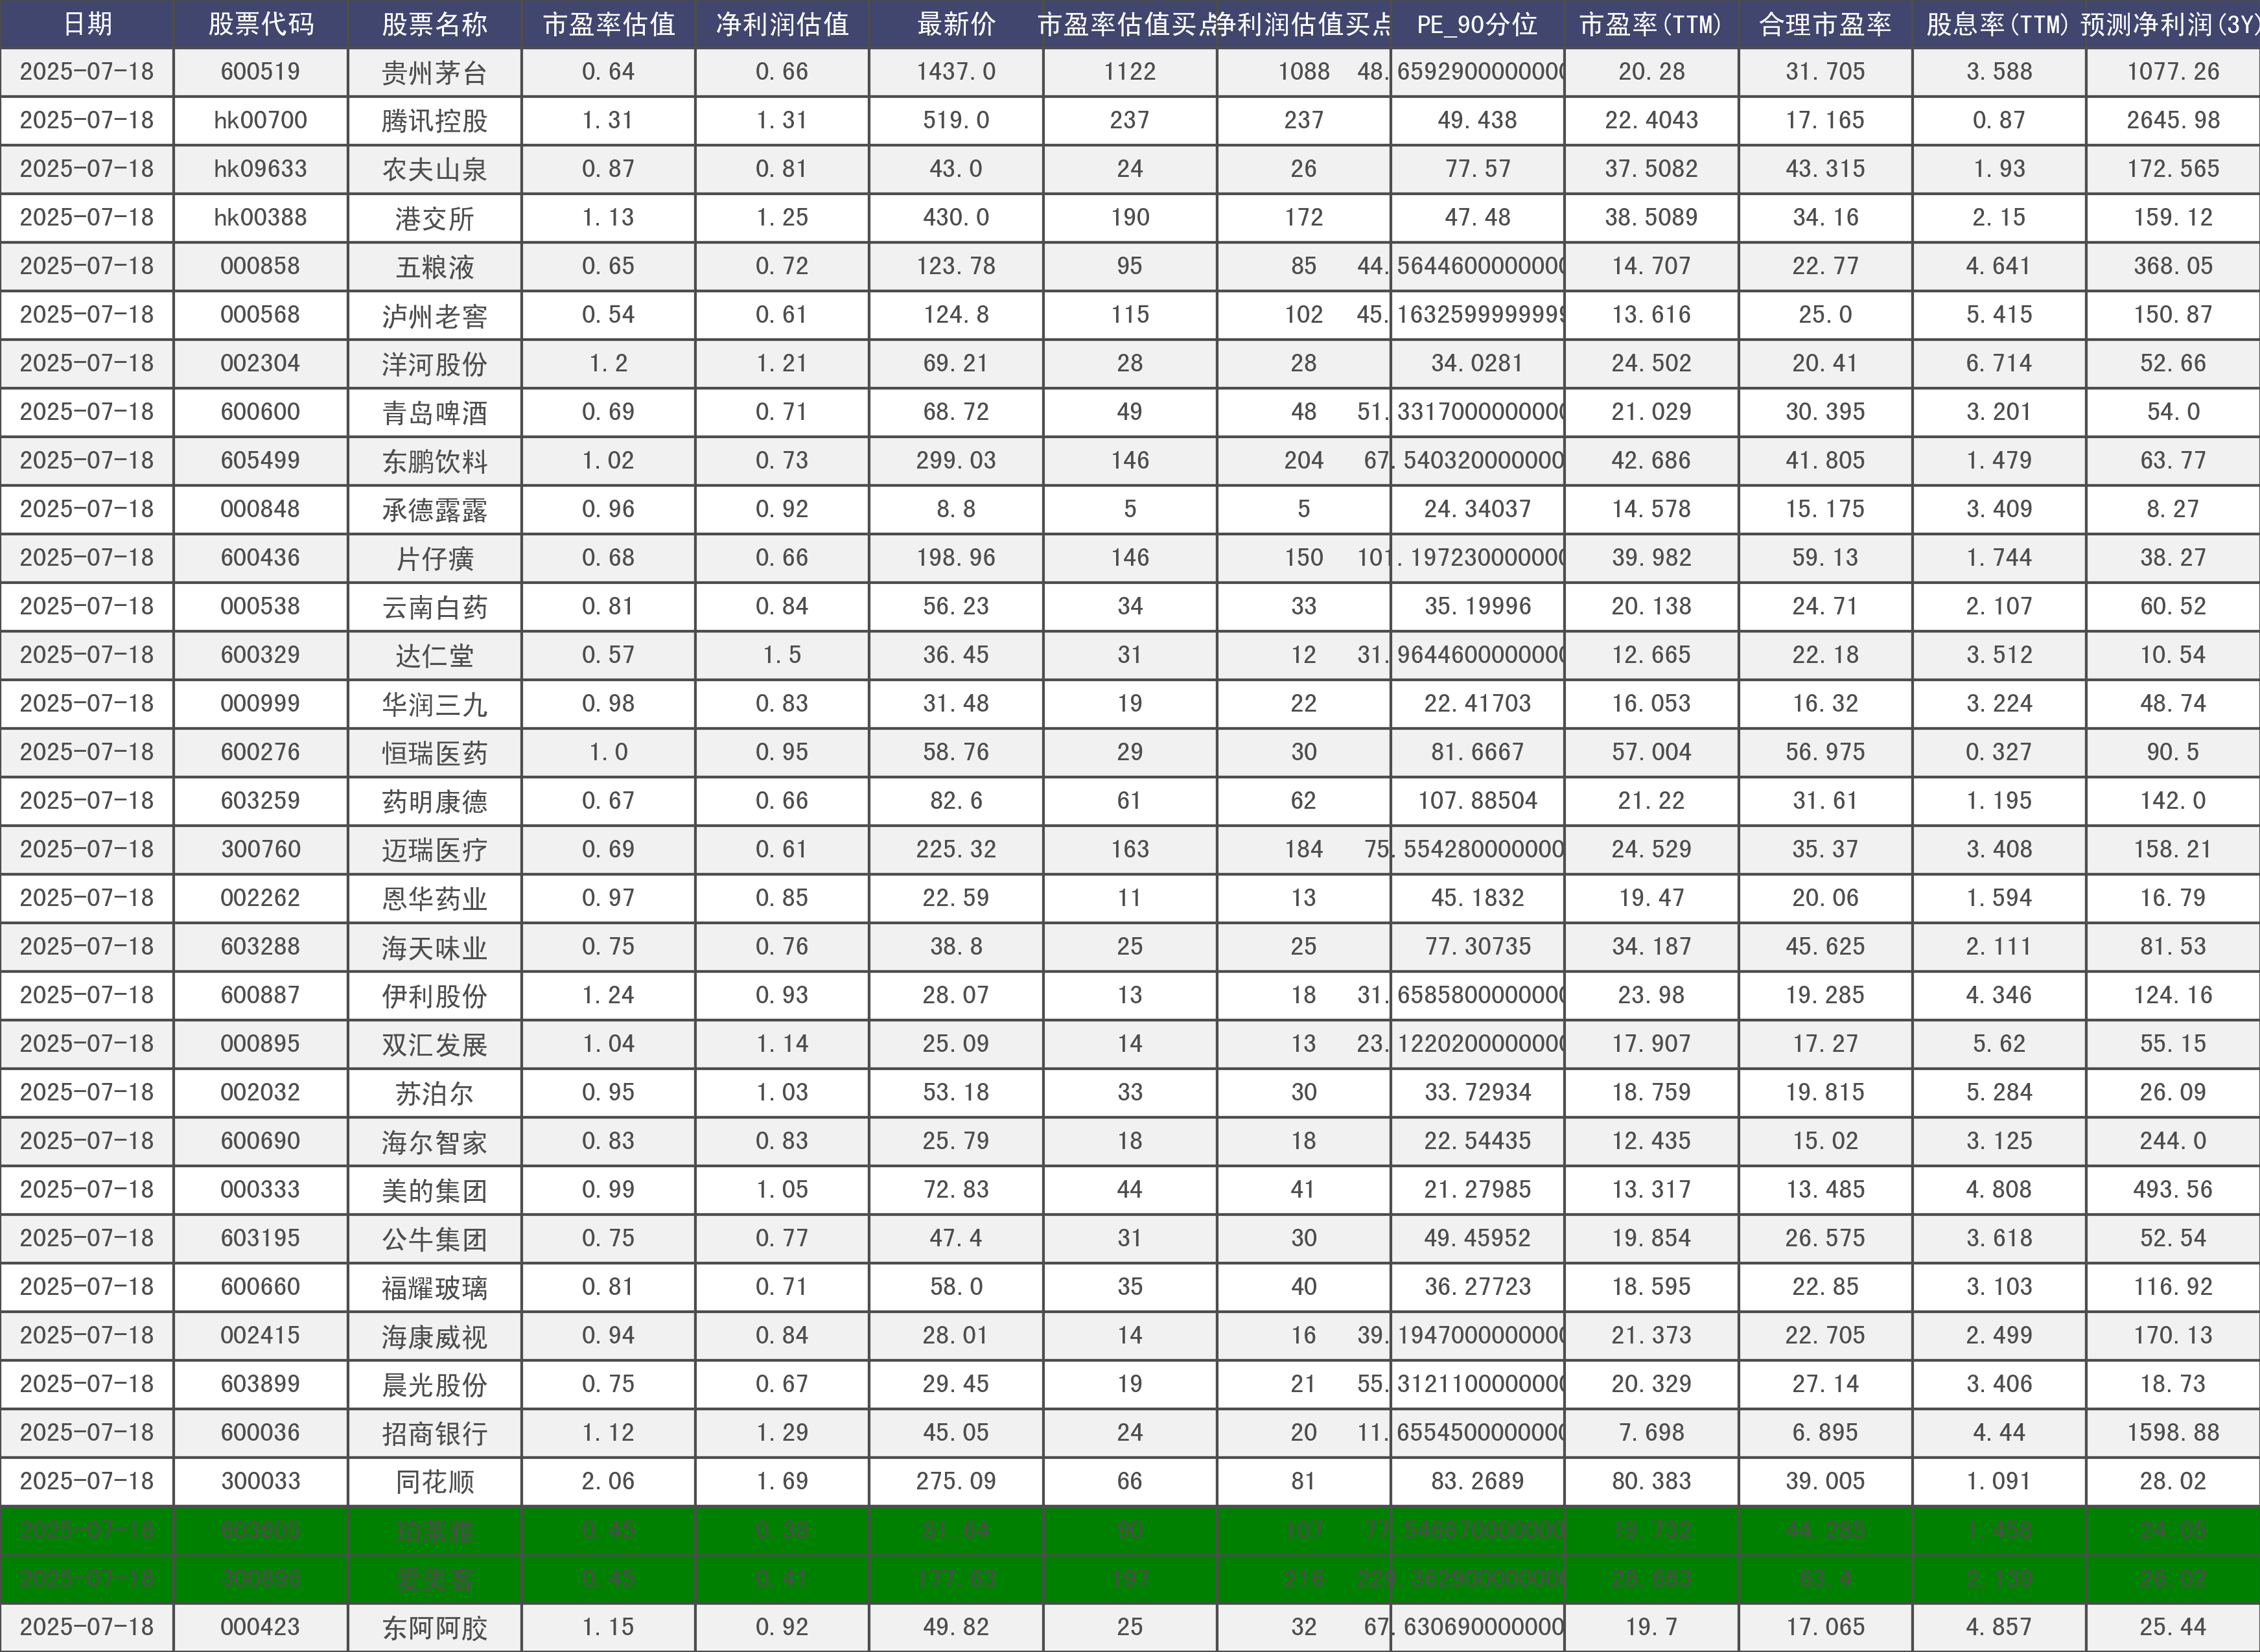 日期 股票代码 股票名称 市盈率估值 净利润估值 最新价 市盈率估值买点 净利润估值买点 PE_90分位 市盈率(TTM) 合理市盈率 股息率(TTM) 预测净利润(3Y)
2025-07-18 600519 贵州茅台 0.64 0.66 1437.0 1122 1088 48.6592900000000 20.28 31.705 3.588 1077.26
2025-07-18 hk00700 腾讯控股 1.31 1.31 519.0 237 237 49.438 22.4043 17.165 0.87 2645.98
2025-07-18 hk09633 农夫山泉 0.87 0.81 43.0 24 26 77.57 37.5082 43.315 1.93 172.565
2025-07-18 hk00388 港交所 1.13 1.25 430.0 190 172 47.48 38.5089 34.16 2.15 159.12
2025-07-18 000858 五粮液 0.65 0.72 123.78 95 85 44.5644600000000 14.707 22.77 4.641 368.05
2025-07-18 000568 泸州老窖 0.54 0.61 124.8 115 102 45.1632599999999 13.616 25.0 5.415 150.87
2025-07-18 002304 洋河股份 1.2 1.21 69.21 28 28 34.0281 24.502 20.41 6.714 52.66
2025-07-18 600600 青岛啤酒 0.69 0.71 68.72 49 48 51.3317000000000 21.029 30.395 3.201 54.0
2025-07-18 605499 东鹏饮料 1.02 0.73 299.03 146 204 67.540320000000 42.686 41.805 1.479 63.77
2025-07-18 000848 承德露露 0.96 0.92 8.8 5 5 24.34037 14.578 15.175 3.409 8.27
2025-07-18 600436 片仔癀 0.68 0.66 198.96 146 150 101.197230000000 39.982 59.13 1.744 38.27
2025-07-18 000538 云南白药 0.81 0.84 56.23 34 33 35.19996 20.138 24.71 2.107 60.52
2025-07-18 600329 达仁堂 0.57 1.5 36.45 31 12 31.9644600000000 12.665 22.18 3.512 10.54
2025-07-18 000999 华润三九 0.98 0.83 31.48 19 22 22.41703 16.053 16.32 3.224 48.74
2025-07-18 600276 恒瑞医药 1.0 0.95 58.76 29 30 81.6667 57.004 56.975 0.327 90.5
2025-07-18 603259 药明康德 0.67 0.66 82.6 61 62 107.88504 21.22 31.61 1.195 142.0
2025-07-18 300760 迈瑞医疗 0.69 0.61 225.32 163 184 75.554280000000 24.529 35.37 3.408 158.21
2025-07-18 002262 恩华药业 0.97 0.85 22.59 11 13 45.1832 19.47 20.06 1.594 16.79
2025-07-18 603288 海天味业 0.75 0.76 38.8 25 25 77.30735 34.187 45.625 2.111 81.53
2025-07-18 600887 伊利股份 1.24 0.93 28.07 13 18 31.6585800000000 23.98 19.285 4.346 124.16
2025-07-18 000895 双汇发展 1.04 1.14 25.09 14 13 23.1220200000000 17.907 17.27 5.62 55.15
2025-07-18 002032 苏泊尔 0.95 1.03 53.18 33 30 33.72934 18.759 19.815 5.284 26.09
2025-07-18 600690 海尔智家 0.83 0.83 25.79 18 18 22.54435 12.435 15.02 3.125 244.0
2025-07-18 000333 美的集团 0.99 1.05 72.83 44 41 21.27985 13.317 13.485 4.808 493.56
2025-07-18 603195 公牛集团 0.75 0.77 47.4 31 30 49.45952 19.854 26.575 3.618 52.54
2025-07-18 600660 福耀玻璃 0.81 0.71 58.0 35 40 36.27723 18.595 22.85 3.103 116.92
2025-07-18 002415 海康威视 0.94 0.84 28.01 14 16 39.1947000000000 21.373 22.705 2.499 170.13
2025-07-18 603899 晨光股份 0.75 0.67 29.45 19 21 55.3121100000000 20.329 27.14 3.406 18.73
2025-07-18 600036 招商银行 1.12 1.29 45.05 24 20 11.6554500000000 7.698 6.895 4.44 1598.88
2025-07-18 300033 同花顺 2.06 1.69 275.09 66 81 83.2689 80.383 39.005 1.091 28.02
2025-07-18 603605 珀莱雅 0.45 0.38 81.64 90 107 77.546870000000 19.732 44.285 1.458 24.05
2025-07-18 300896 爱美客 0.45 0.41 177.63 197 216 229.362900000000 28.683 63.4 2.139 26.02
2025-07-18 000423 东阿阿胶 1.15 0.92 49.82 25 32 67.630690000000 19.7 17.065 4.857 25.44